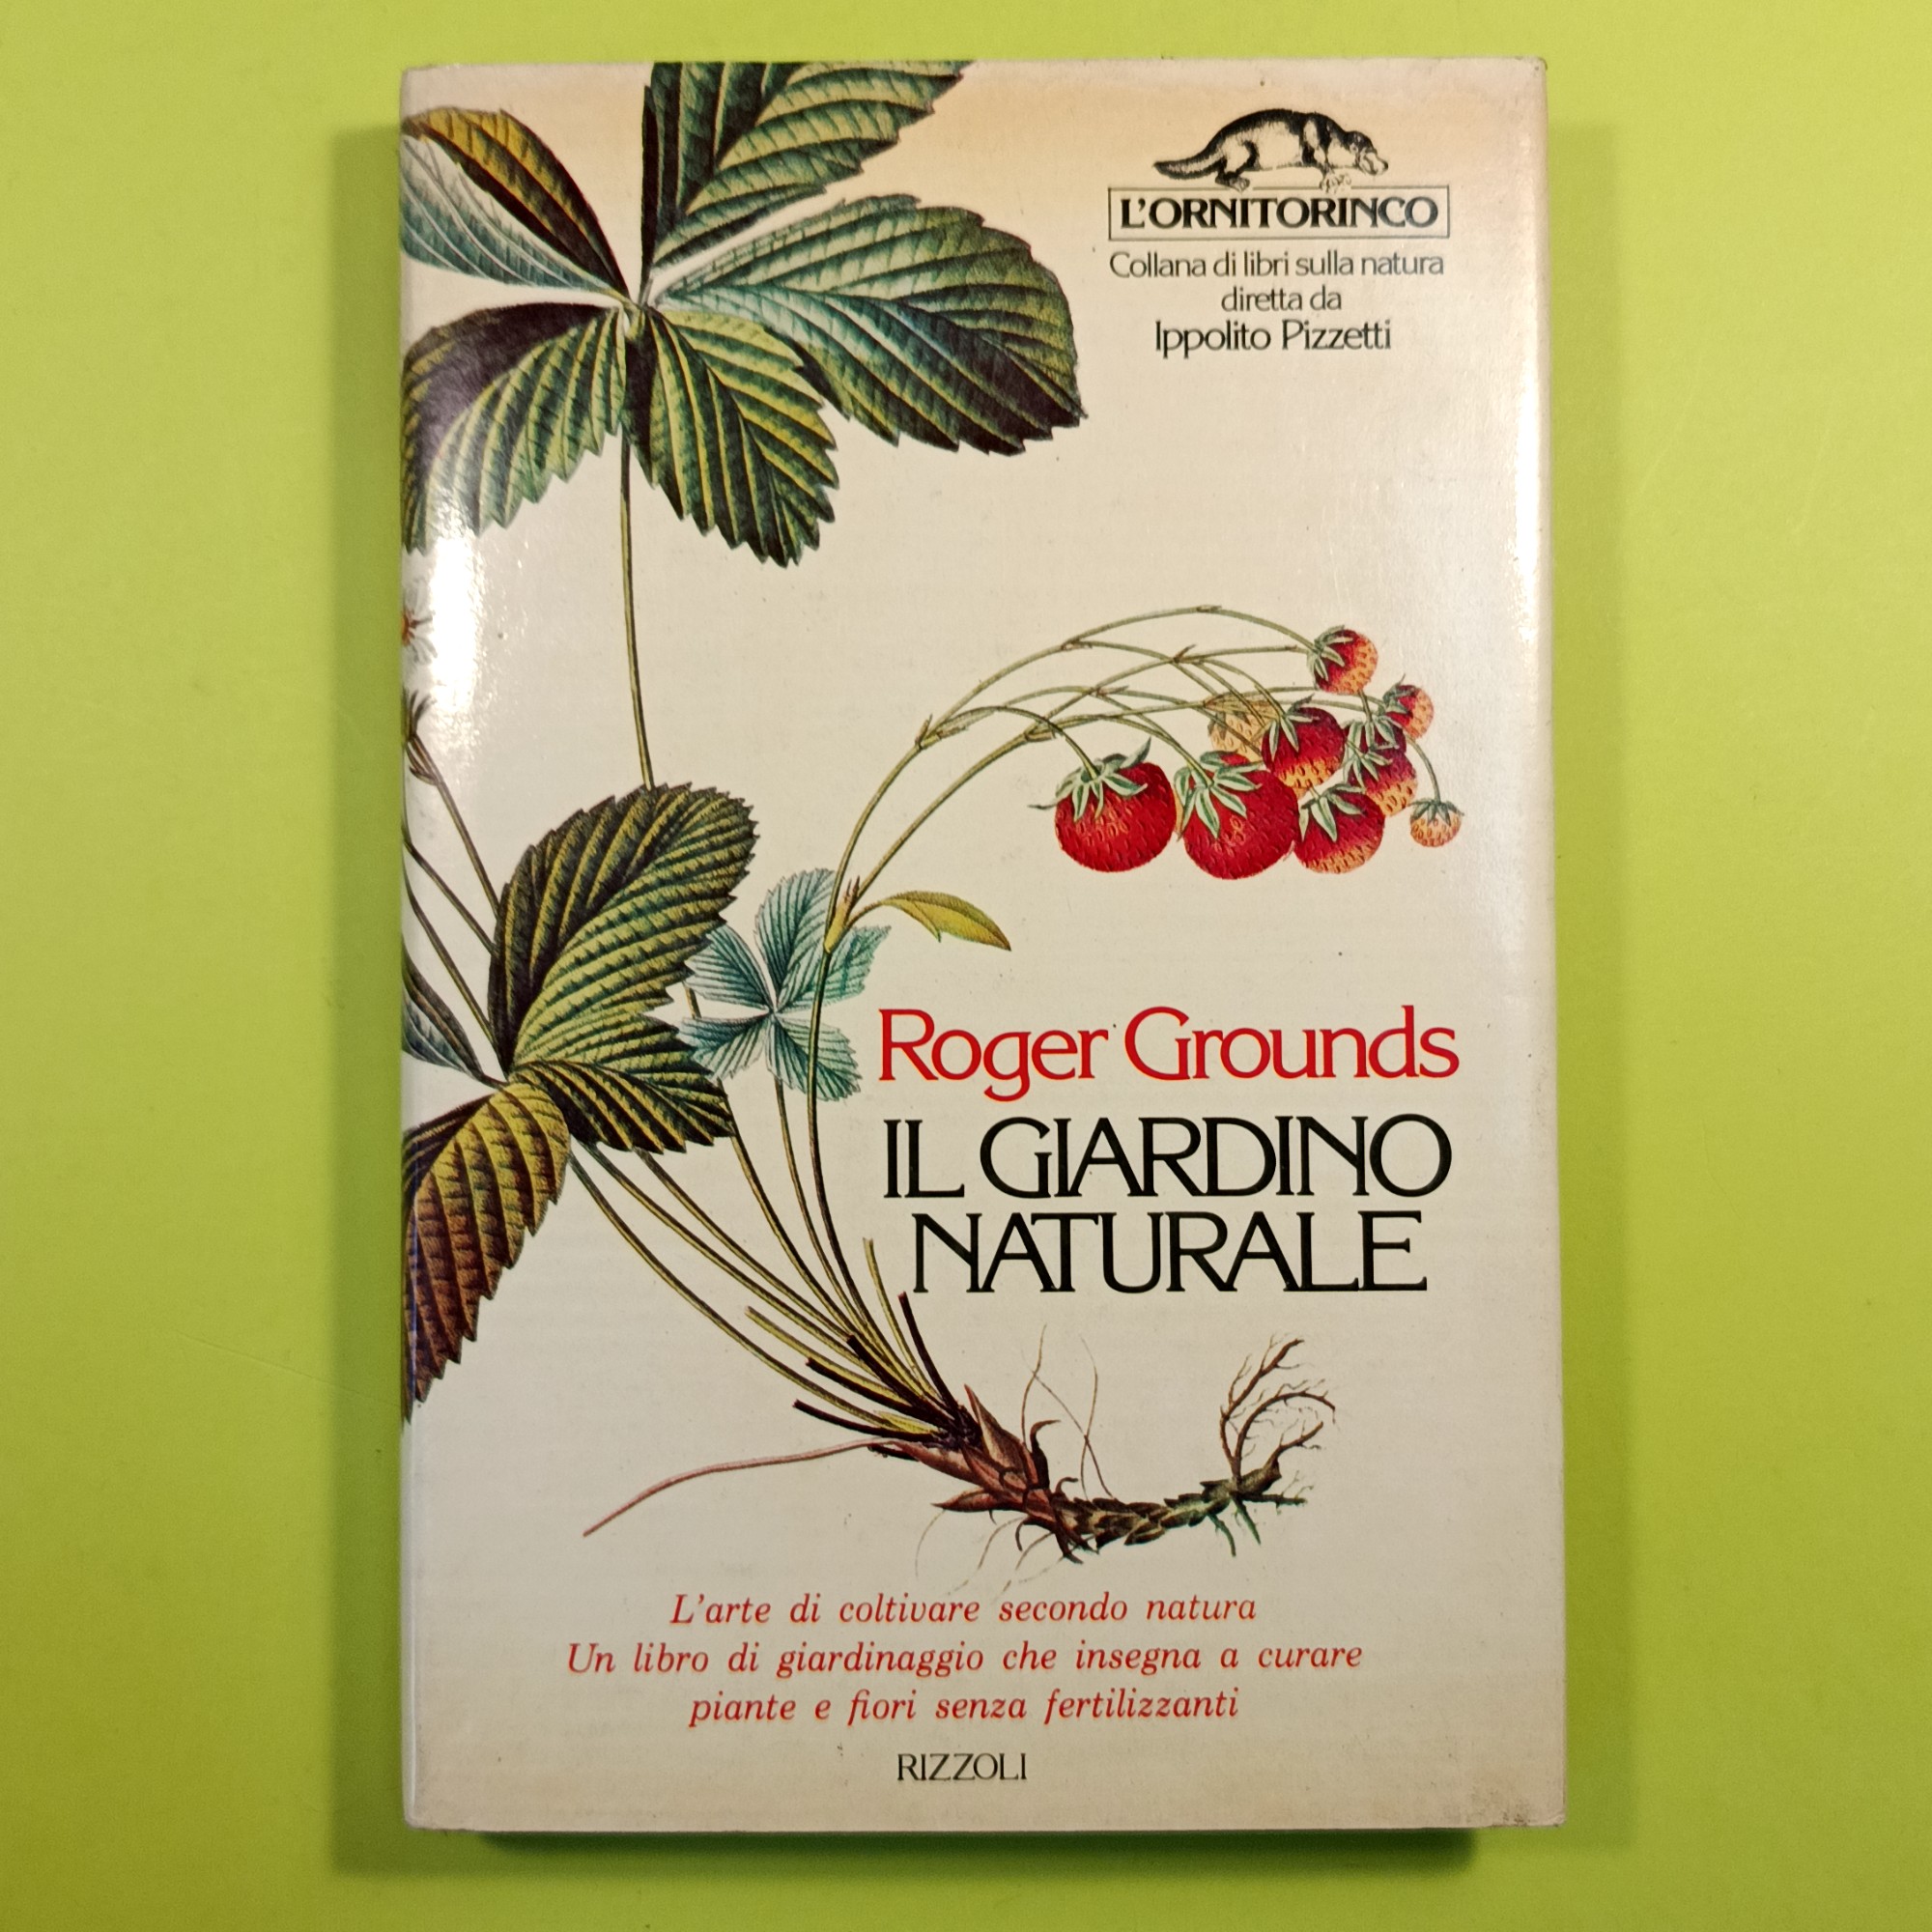 L'ORNITORINCO
Collana di libri sulla natura
diretta da
Ippolito Pizzetti
Roger Grounds
IL GIARDINO
NATURALE
L'arte di coltivare secondo natura
Un libro di giardinaggio che insegna a curare
piante e fiori senza fertilizzanti
RIZZOLI